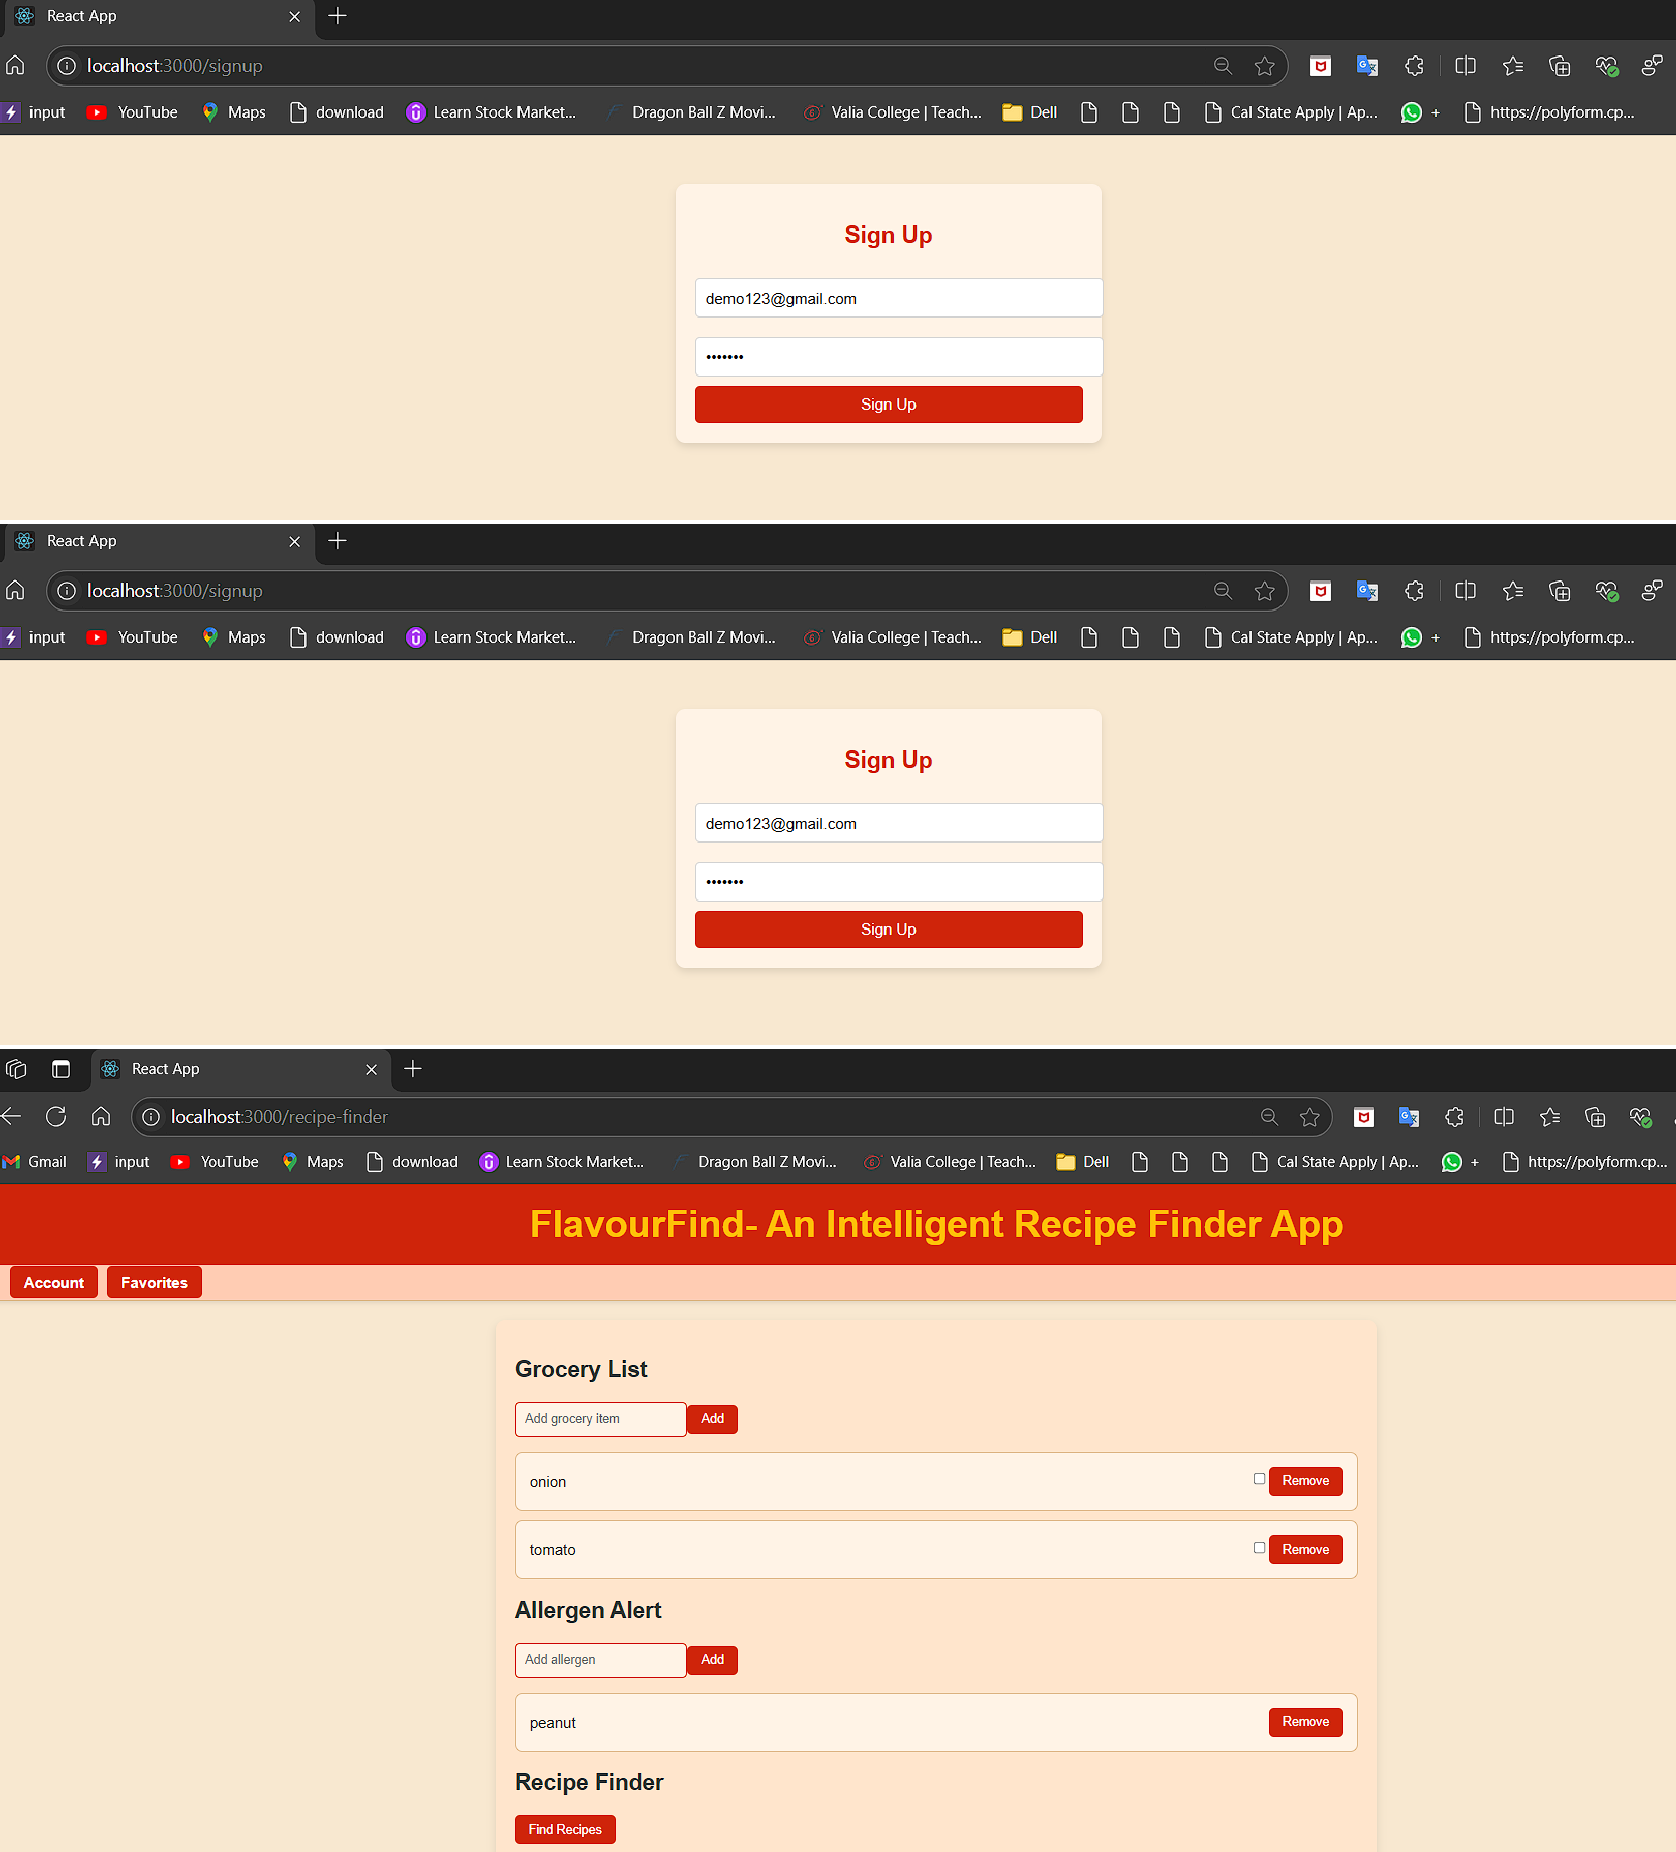 React App
localhost:3000/signup
input YouTube Maps download Learn Stock Market... Dragon Ball Z Movi... Valia College | Teach... Dell Cal State Apply | Ap... + https://polyform.cp...
Sign Up
demo123@gmail.com
•••••••
Sign Up
React App
localhost:3000/signup
input YouTube Maps download Learn Stock Market... Dragon Ball Z Movi... Valia College | Teach... Dell Cal State Apply | Ap... + https://polyform.cp...
Sign Up
demo123@gmail.com
•••••••
Sign Up
React App
localhost:3000/recipe-finder
Gmail input YouTube Maps download Learn Stock Market... Dragon Ball Z Movi... Valia College | Teach... Dell Cal State Apply | Ap... + https://polyform.cp...
FlavourFind- An Intelligent Recipe Finder App
Account Favorites
Grocery List
Add grocery item Add
onion Remove
tomato Remove
Allergen Alert
Add allergen Add
peanut Remove
Recipe Finder
Find Recipes